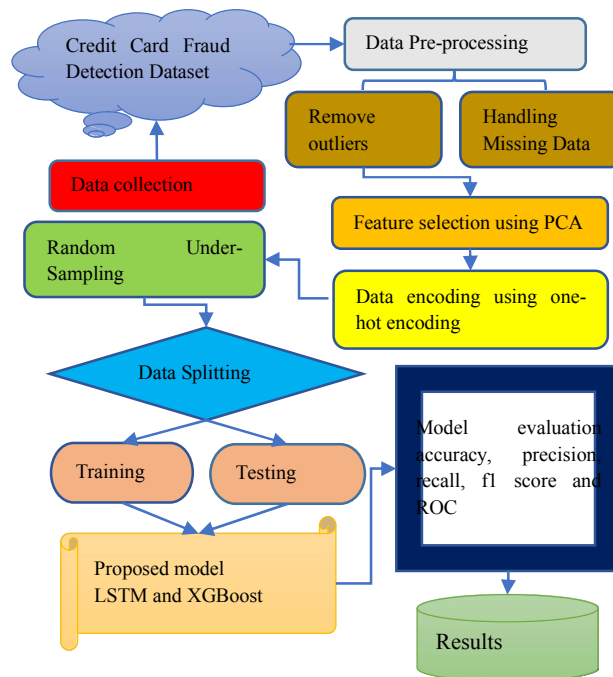 Credit Card Fraud
Detection Dataset
Data Pre-processing
Remove
outliers
Handling
Missing Data
Data collection
Feature selection using PCA
Random Under-
Sampling
Data encoding using one-
hot encoding
Data Splitting
Training
Testing
Model evaluation
accuracy, precision,
recall, f1 score and
ROC
Proposed model
LSTM and XGBoost
Results